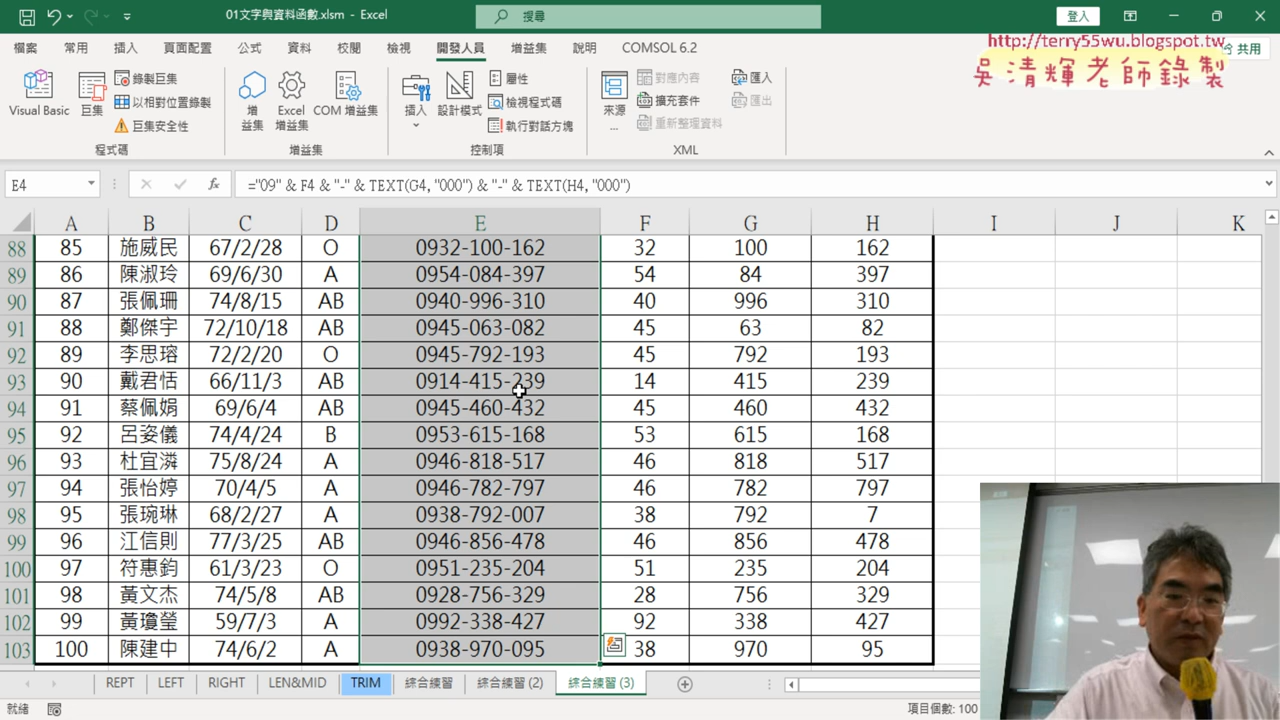 01文字與資料函數.xlsm - Excel
搜尋
登入
http://terry55wu.blogspot.tw
吳清輝老師錄製
共用
檔案 常用 插入 頁面配置 公式 資料 校閱 檢視 開發人員 增益集 說明 COMSOL 6.2
Visual Basic 巨集 錄製巨集 以相對位置錄製 巨集安全性 程式碼
增益集 Excel 增益集 COM 增益集 增益集
插入 設計模式 屬性 檢視程式碼 執行對話方塊 控制項
來源... 對應內容 擴充套件 重新整理資料 匯入 匯出 XML
E4 fx ="09" & F4 & "-" & TEXT(G4, "000") & "-" & TEXT(H4, "000")
A B C D E F G H I J K
88 85 施威民 67/2/28 O 0932-100-162 32 100 162
89 86 陳淑玲 69/6/30 A 0954-084-397 54 84 397
90 87 張佩珊 74/8/15 AB 0940-996-310 40 996 310
91 88 鄭傑宇 72/10/18 AB 0945-063-082 45 63 82
92 89 李思瑢 72/2/20 O 0945-792-193 45 792 193
93 90 戴君恬 66/11/3 AB 0914-415-239 14 415 239
94 91 蔡佩娟 69/6/4 AB 0945-460-432 45 460 432
95 92 呂姿儀 74/4/24 B 0953-615-168 53 615 168
96 93 杜宜潾 75/8/24 A 0946-818-517 46 818 517
97 94 張怡婷 70/4/5 A 0946-782-797 46 782 797
98 95 張琬琳 68/2/27 A 0938-792-007 38 792 7
99 96 江信則 77/3/25 AB 0946-856-478 46 856 478
100 97 符惠鈞 61/3/23 O 0951-235-204 51 235 204
101 98 黃文杰 74/5/8 AB 0928-756-329 28 756 329
102 99 黃瓊瑩 59/7/3 A 0992-338-427 92 338 427
103 100 陳建中 74/6/2 A 0938-970-095 38 970 95
REPT LEFT RIGHT LEN&MID TRIM 綜合練習 綜合練習 (2) 綜合練習 (3)
就緒 項目個數: 100